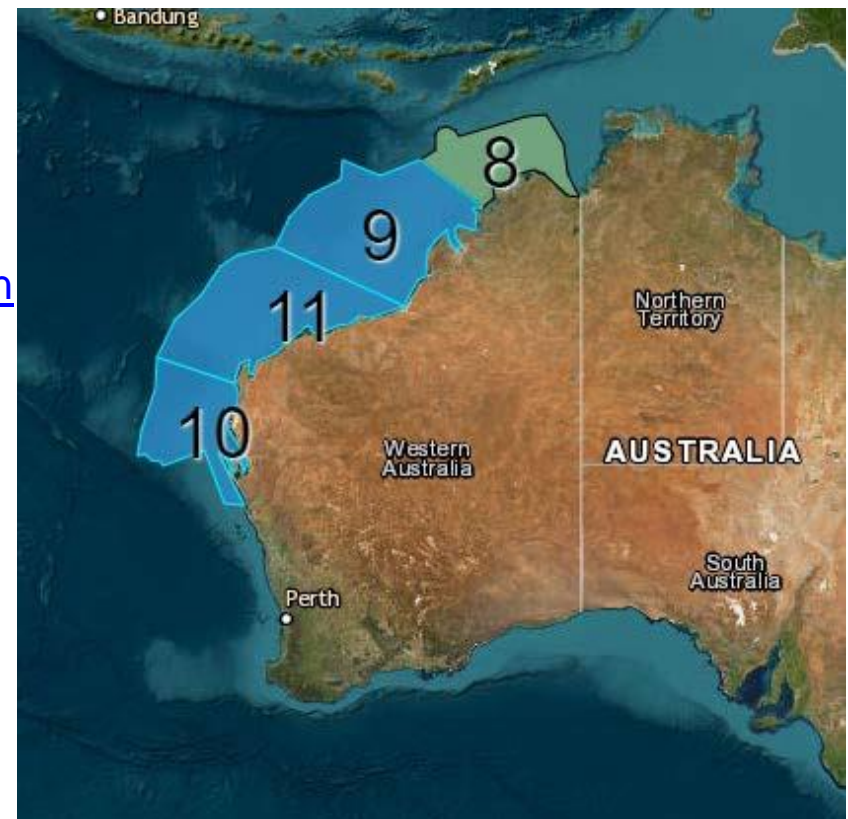 Bandung
8
9
n
11
Northern
Territory
10
Western
Australia
AUSTRALIA
South
Australia
Perth